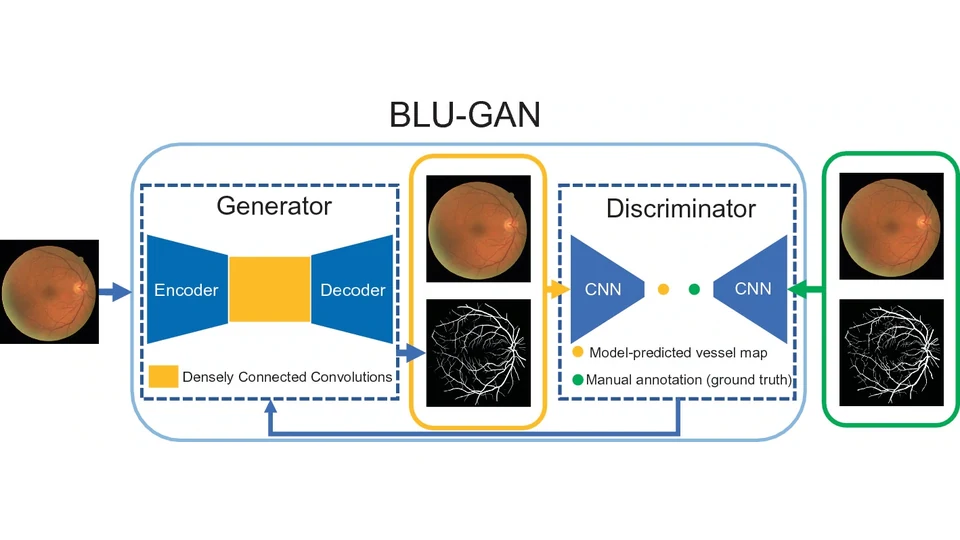 BLU-GAN
Generator
Discriminator
Encoder
Decoder
CNN
CNN
Model-predicted vessel map
Densely Connected Convolutions
Manual annotation (ground truth)